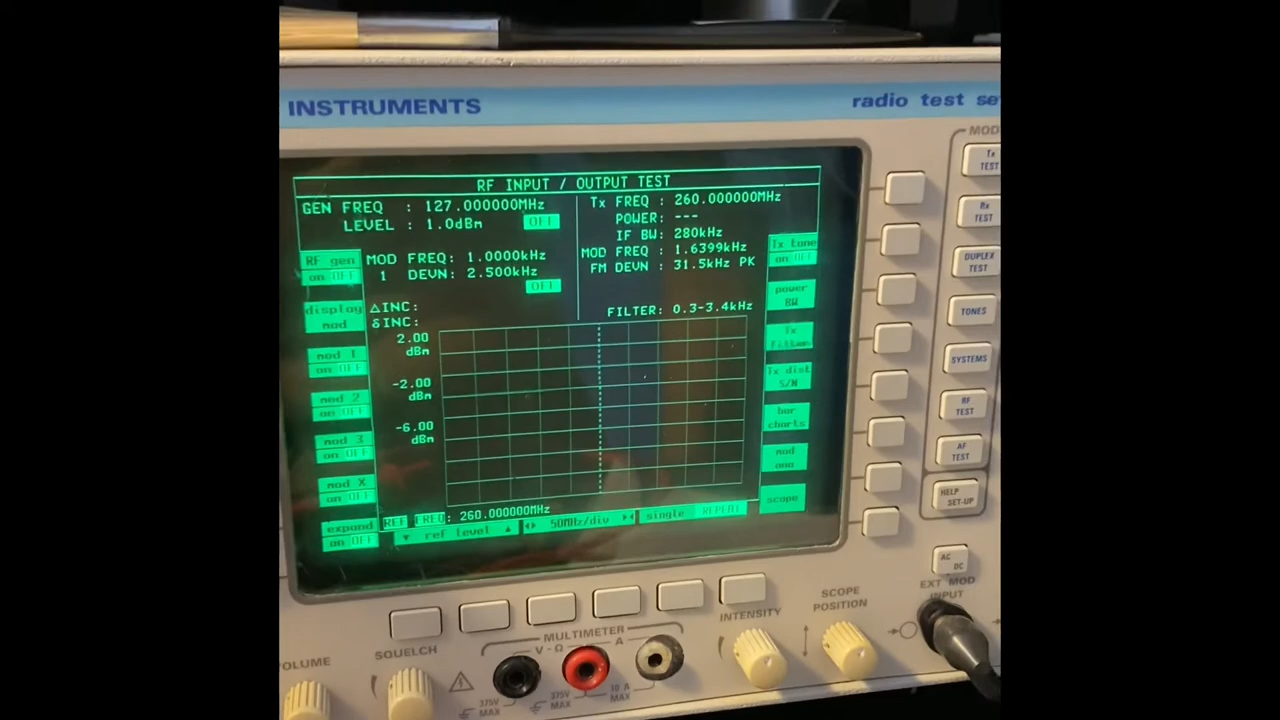 INSTRUMENTS
radio test se
RF INPUT / OUTPUT TEST
GEN FREQ : 127.000000MHz
LEVEL : 1.0dBm OFF
MOD FREQ: 1.0000kHz
1 DEVN: 2.500kHz
OFF
Tx FREQ : 260.000000MHz
POWER: ---
IF BW: 280kHz
MOD FREQ : 1.6399kHz
FM DEVN : 31.5kHz PK
ΔINC:
δINC:
FILTER: 0.3-3.4kHz
2.00
dBm
-2.00
dBm
-6.00
dBm
REF FREQ: 260.000000MHz
RF gen
on OFF
display
mod
mod 1
on OFF
mod 2
on OFF
mod 3
on OFF
mod X
on OFF
expand
on OFF
▼ ref level ▲
50MHz/div
single REPEAT
Tx tune
on OFF
power
BW
Tx
filter
Tx dist
S/N
bar
charts
mod
ana
scope
MOD
Tx
TEST
Rx
TEST
DUPLEX
TEST
TONES
SYSTEMS
RF
TEST
AF
TEST
HELP
SET-UP
AC
DC
EXT MOD
INPUT
SCOPE
POSITION
INTENSITY
MULTIMETER
V-Ω A
375V
MAX
375V
MAX
10 A
MAX
SQUELCH
OLUME